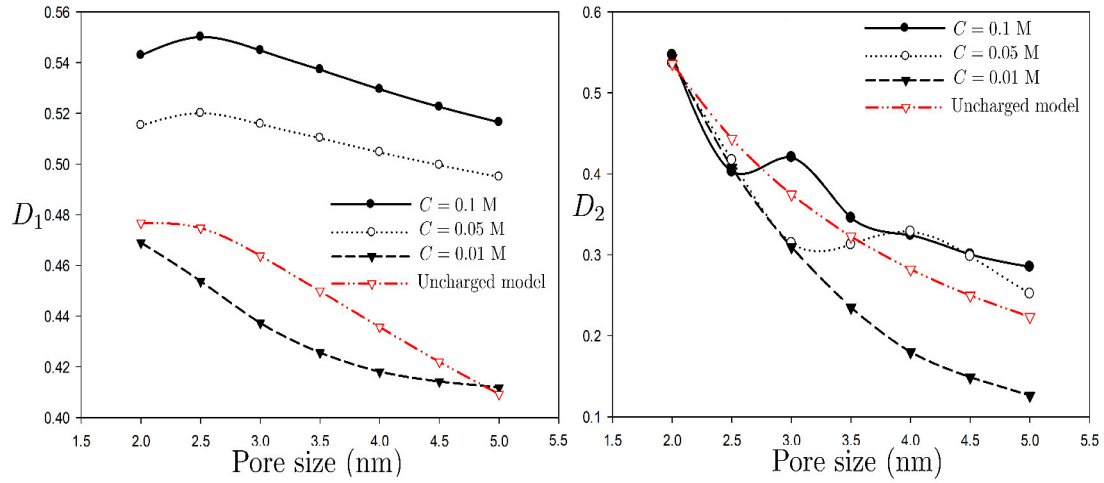 0.56
0.54
0.52
0.50
0.48
0.46
0.44
0.42
0.40
D1
C = 0.1 M
C = 0.05 M
C = 0.01 M
Uncharged model
1.5 2.0 2.5 3.0 3.5 4.0 4.5 5.0 5.5
Pore size (nm)
0.6
0.5
0.4
0.3
0.2
0.1
D2
C = 0.1 M
C = 0.05 M
C = 0.01 M
Uncharged model
1.5 2.0 2.5 3.0 3.5 4.0 4.5 5.0 5.5
Pore size (nm)